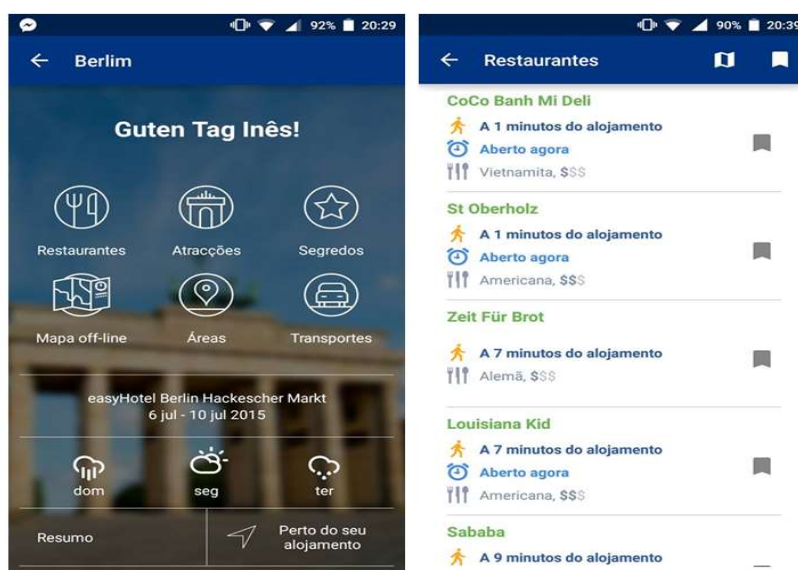 92% 20:29
Berlim
Guten Tag Inês!
Restaurantes
Atracções
Segredos
Mapa off-line
Áreas
Transportes
easyHotel Berlin Hackescher Markt
6 jul - 10 jul 2015
dom
seg
ter
Resumo
Perto do seu
alojamento
90% 20:39
Restaurantes
CoCo Banh Mi Deli
A 1 minutos do alojamento
Aberto agora
Vietnamita, $$$
St Oberholz
A 1 minutos do alojamento
Aberto agora
Americana, $$$
Zeit Für Brot
A 7 minutos do alojamento
Alemã, $$$
Louisiana Kid
A 7 minutos do alojamento
Aberto agora
Americana, $$$
Sababa
A 9 minutos do alojamento